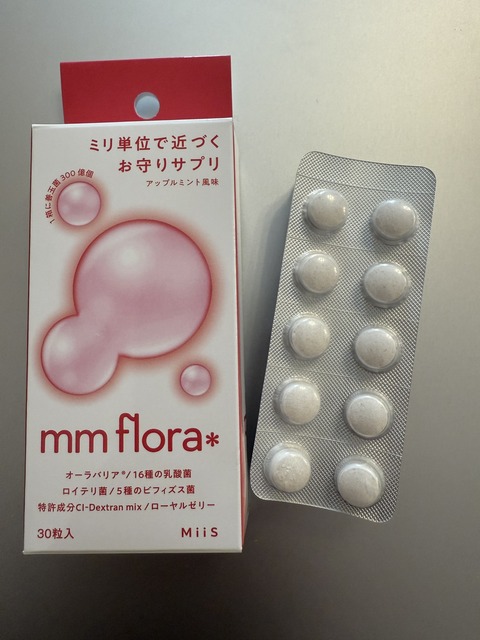 ミリ単位で近づく
お守りサプリ
アップルミント風味
1箱に善玉菌300億個
mm flora*
オーラバリア®/16種の乳酸菌
ロイテリ菌/5種のビフィズス菌
特許成分CI-Dextran mix/ローヤルゼリー
30粒入
MiiS